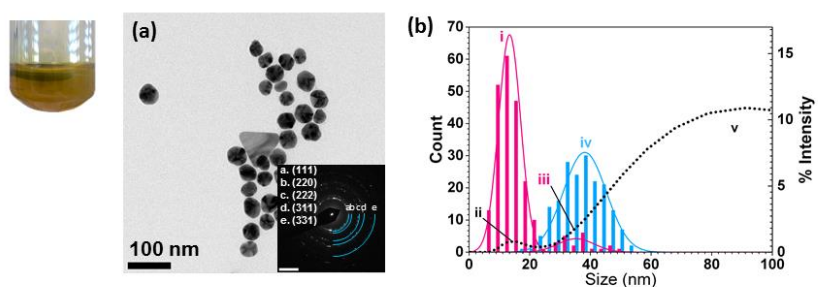 (a)
a. (111)
b. (220)
c. (222)
d. (311)
e. (331)
abcd e
100 nm
(b)
70
60
50
40
30
20
10
0
Count
i
ii
iii
iv
v
15
10
5
0
% Intensity
0 20 40 60 80 100
Size (nm)